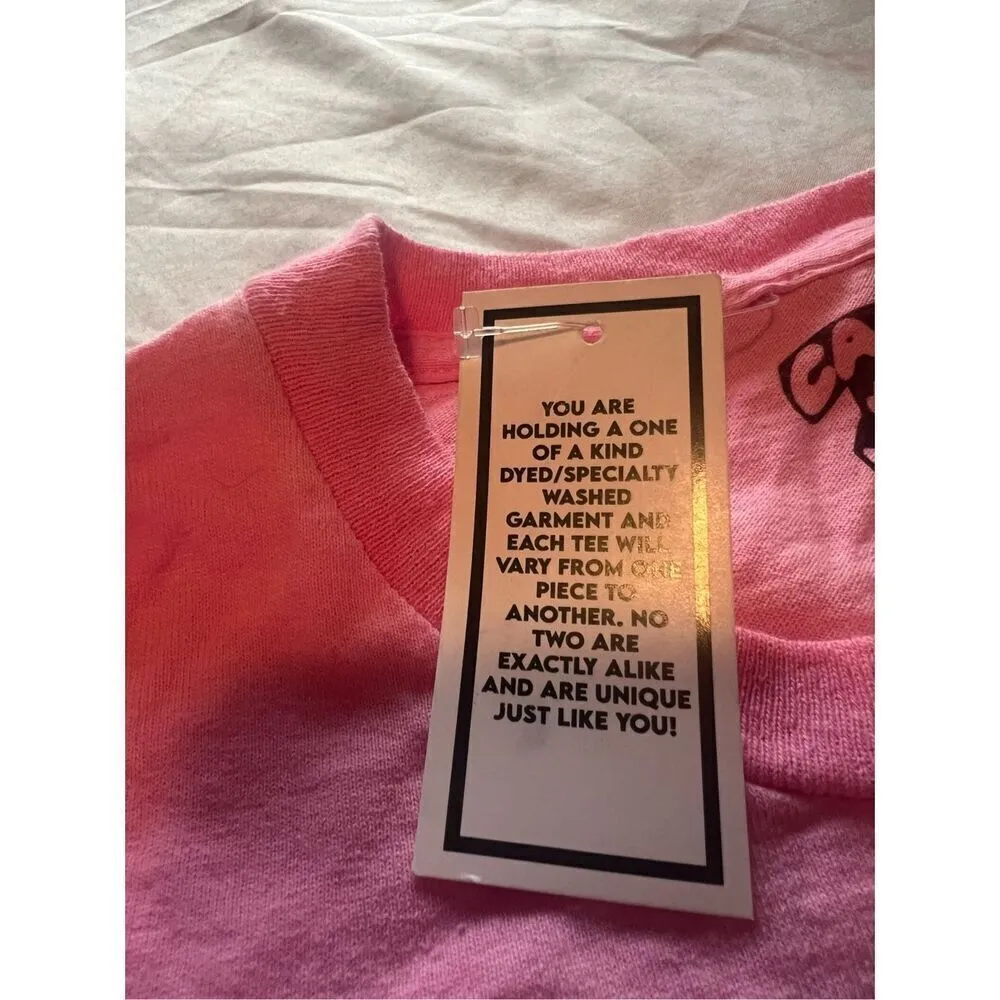 YOU ARE
HOLDING A ONE
OF A KIND
DYED/SPECIALTY
WASHED
GARMENT AND
EACH TEE WILL
VARY FROM ONE
PIECE TO
ANOTHER. NO
TWO ARE
EXACTLY ALIKE
AND ARE UNIQUE
JUST LIKE YOU!
CA